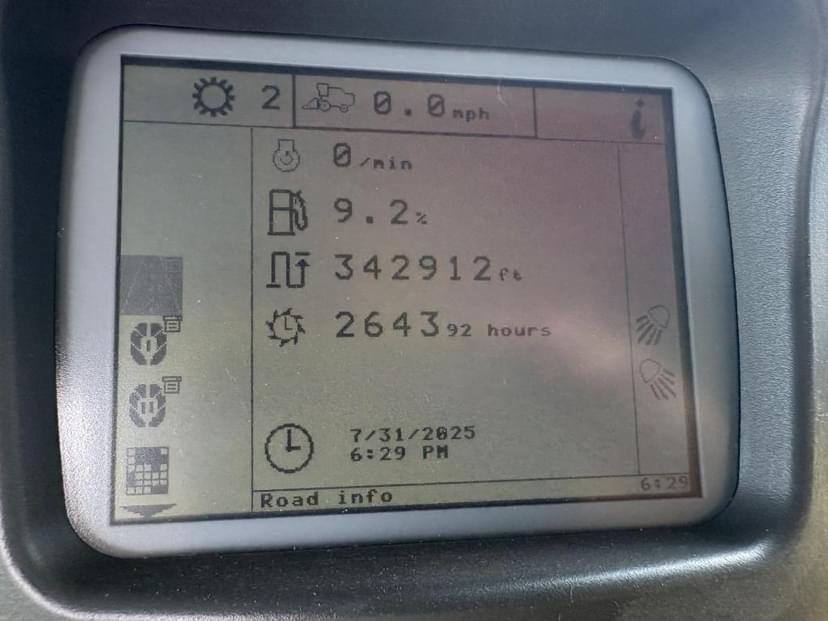 2 0.0 mph i
0 /min
9.2 %
342912 ft
2643 92 hours
7/31/2025
6:29 PM
Road info 6:29